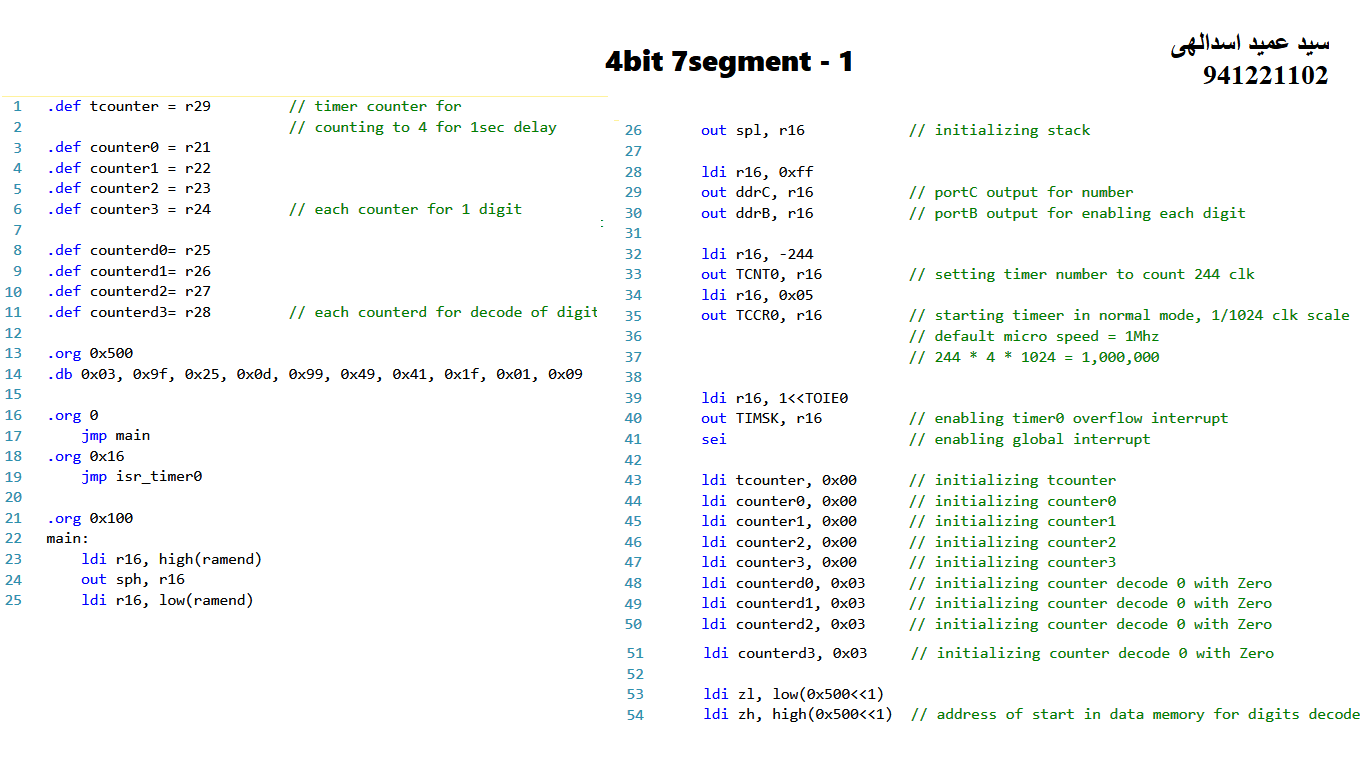 4bit 7segment - 1
سید عمید اسدالهی
941221102
1 .def tcounter = r29 // timer counter for
2 // counting to 4 for 1sec delay
3 .def counter0 = r21
4 .def counter1 = r22
5 .def counter2 = r23
6 .def counter3 = r24 // each counter for 1 digit
7
8 .def counterd0= r25
9 .def counterd1= r26
10 .def counterd2= r27
11 .def counterd3= r28 // each counterd for decode of digit
12
13 .org 0x500
14 .db 0x03, 0x9f, 0x25, 0x0d, 0x99, 0x49, 0x41, 0x1f, 0x01, 0x09
15
16 .org 0
17 jmp main
18 .org 0x16
19 jmp isr_timer0
20
21 .org 0x100
22 main:
23 ldi r16, high(ramend)
24 out sph, r16
25 ldi r16, low(ramend)
26 out spl, r16 // initializing stack
27
28 ldi r16, 0xff
29 out ddrC, r16 // portC output for number
30 out ddrB, r16 // portB output for enabling each digit
31
32 ldi r16, -244
33 out TCNT0, r16 // setting timer number to count 244 clk
34 ldi r16, 0x05
35 out TCCR0, r16 // starting timeer in normal mode, 1/1024 clk scale
36 // default micro speed = 1Mhz
37 // 244 * 4 * 1024 = 1,000,000
38
39 ldi r16, 1<<TOIE0
40 out TIMSK, r16 // enabling timer0 overflow interrupt
41 sei // enabling global interrupt
42
43 ldi tcounter, 0x00 // initializing tcounter
44 ldi counter0, 0x00 // initializing counter0
45 ldi counter1, 0x00 // initializing counter1
46 ldi counter2, 0x00 // initializing counter2
47 ldi counter3, 0x00 // initializing counter3
48 ldi counterd0, 0x03 // initializing counter decode 0 with Zero
49 ldi counterd1, 0x03 // initializing counter decode 0 with Zero
50 ldi counterd2, 0x03 // initializing counter decode 0 with Zero
51 ldi counterd3, 0x03 // initializing counter decode 0 with Zero
52
53 ldi zl, low(0x500<<1)
54 ldi zh, high(0x500<<1) // address of start in data memory for digits decode